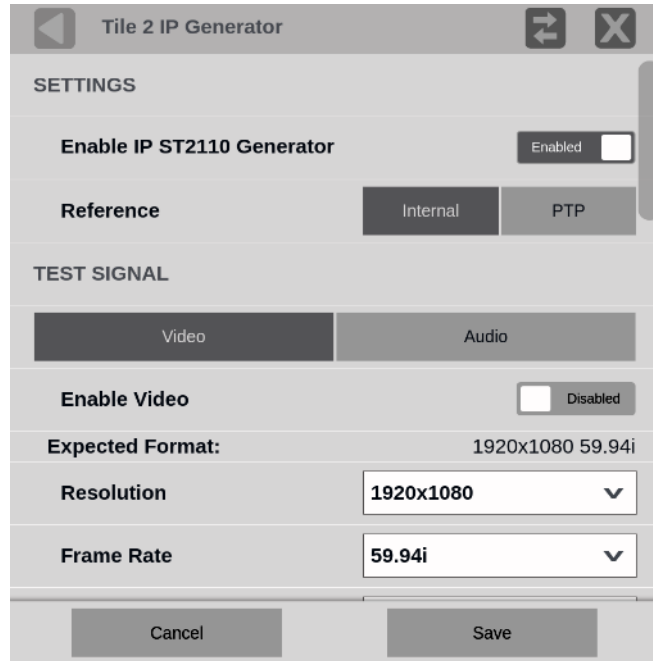 Tile 2 IP Generator
SETTINGS
Enable IP ST2110 Generator Enabled
Reference Internal PTP
TEST SIGNAL
Video Audio
Enable Video Disabled
Expected Format: 1920x1080 59.94i
Resolution 1920x1080
Frame Rate 59.94i
Cancel Save